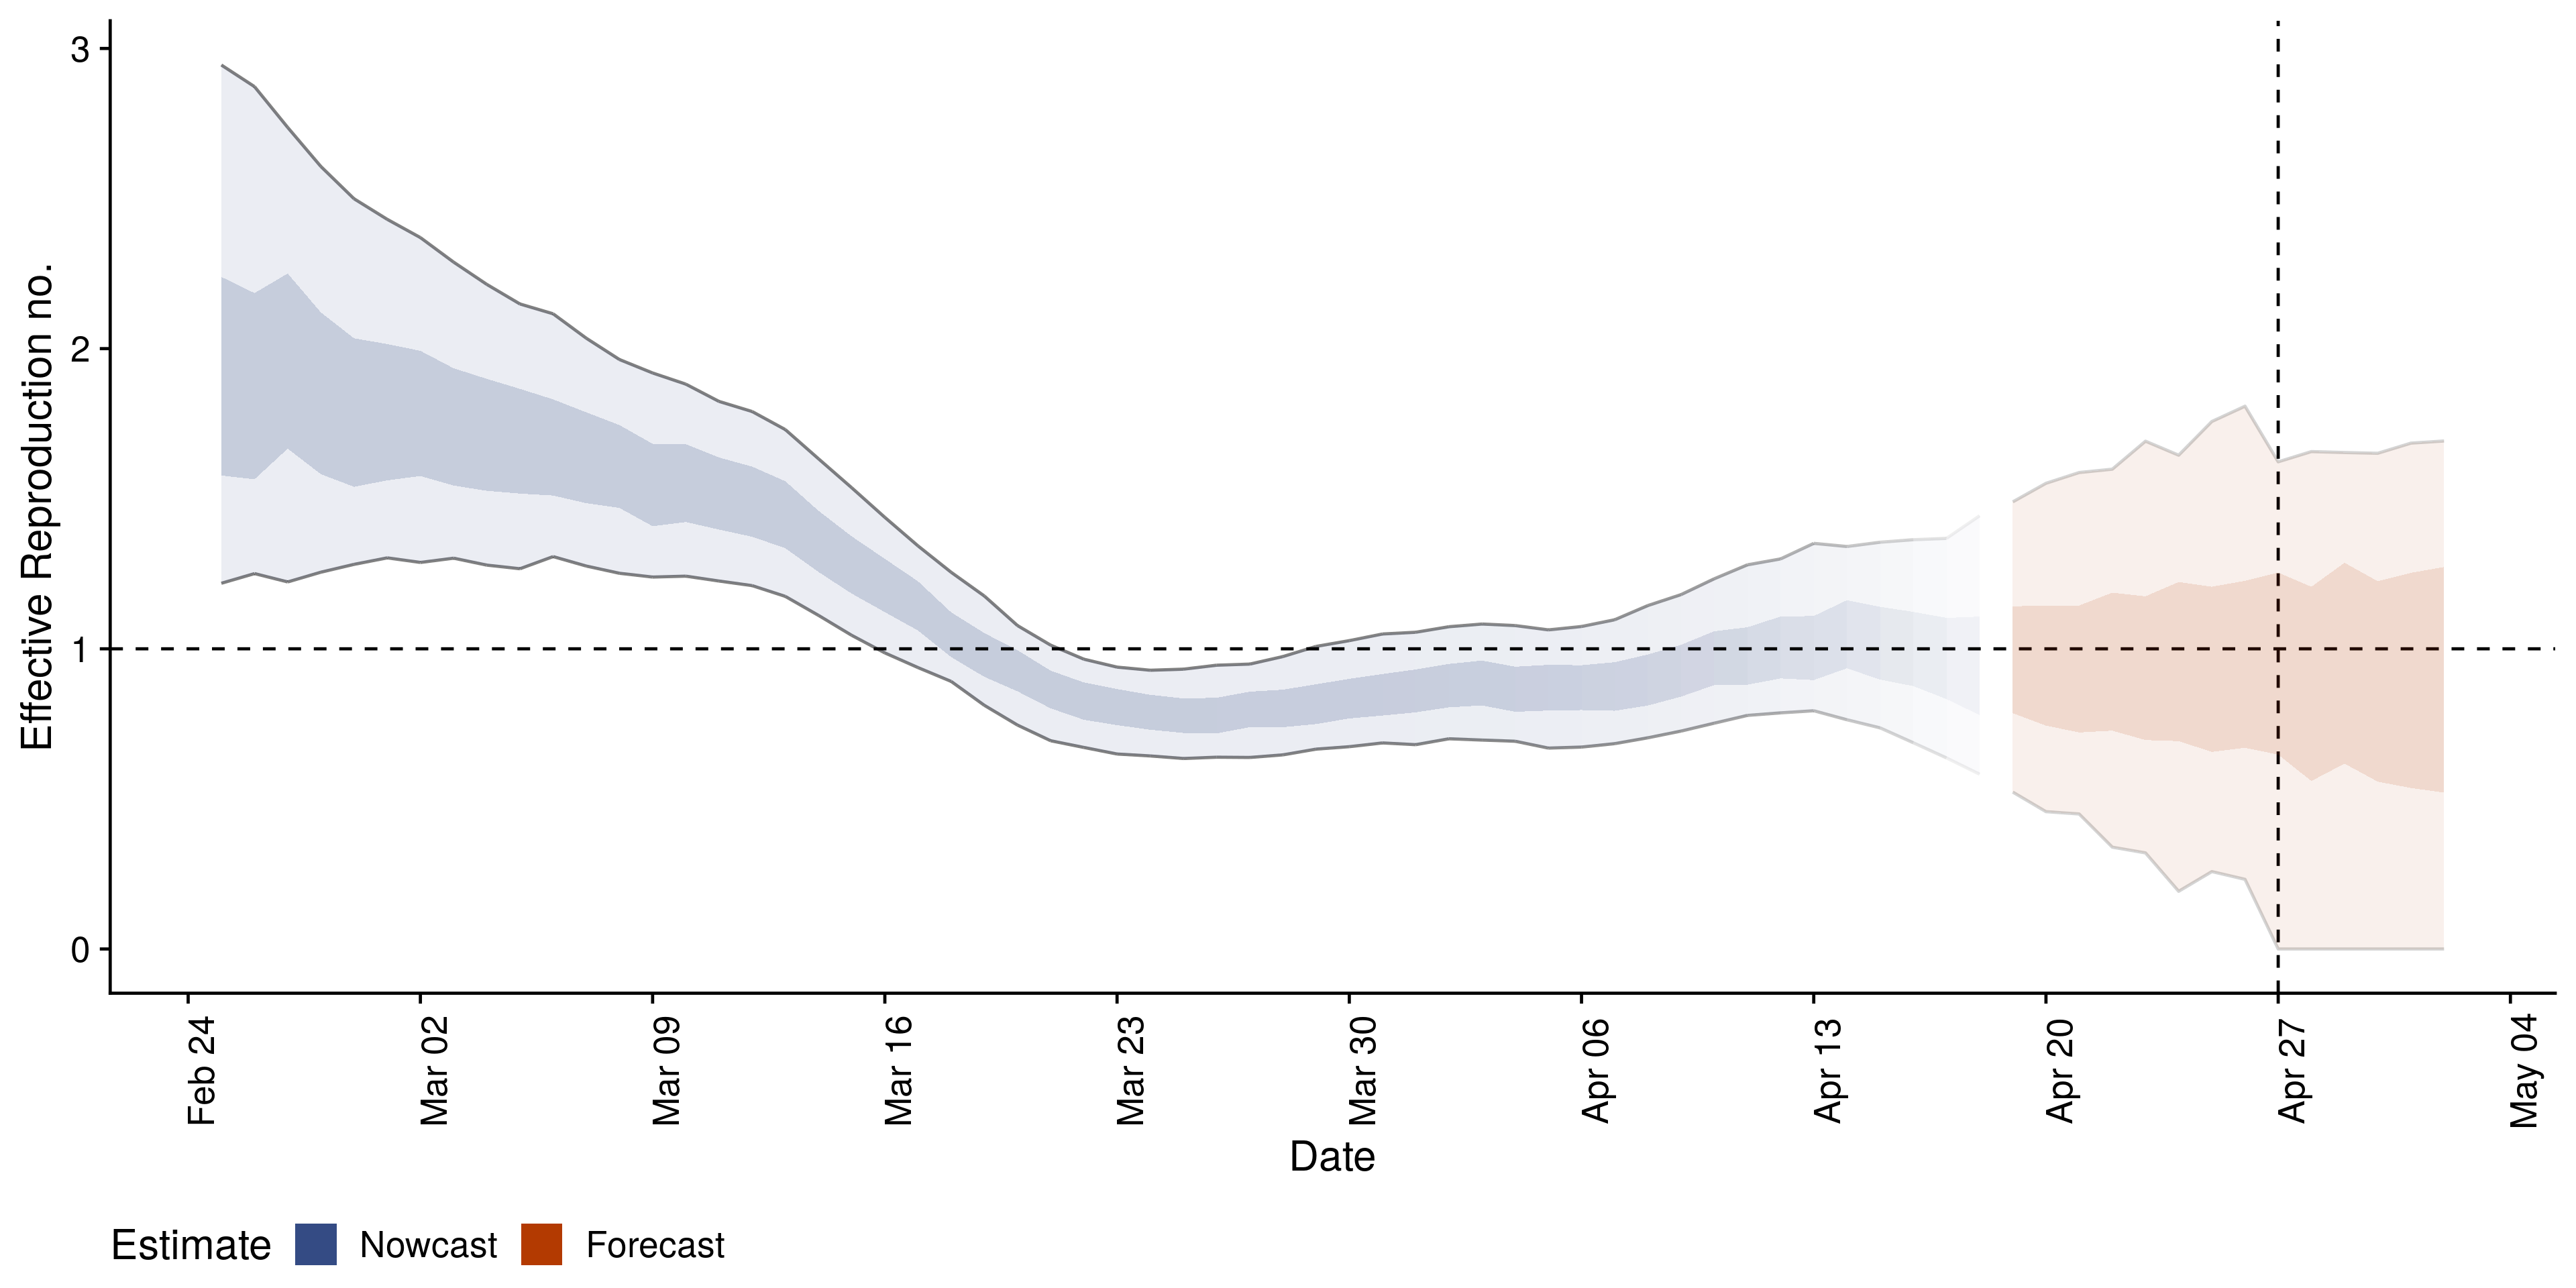 Effective Reproduction no.
3
2
1
0
Feb 24
Mar 02
Mar 09
Mar 16
Mar 23
Mar 30
Apr 06
Apr 13
Apr 20
Apr 27
May 04
Date
Estimate Nowcast Forecast